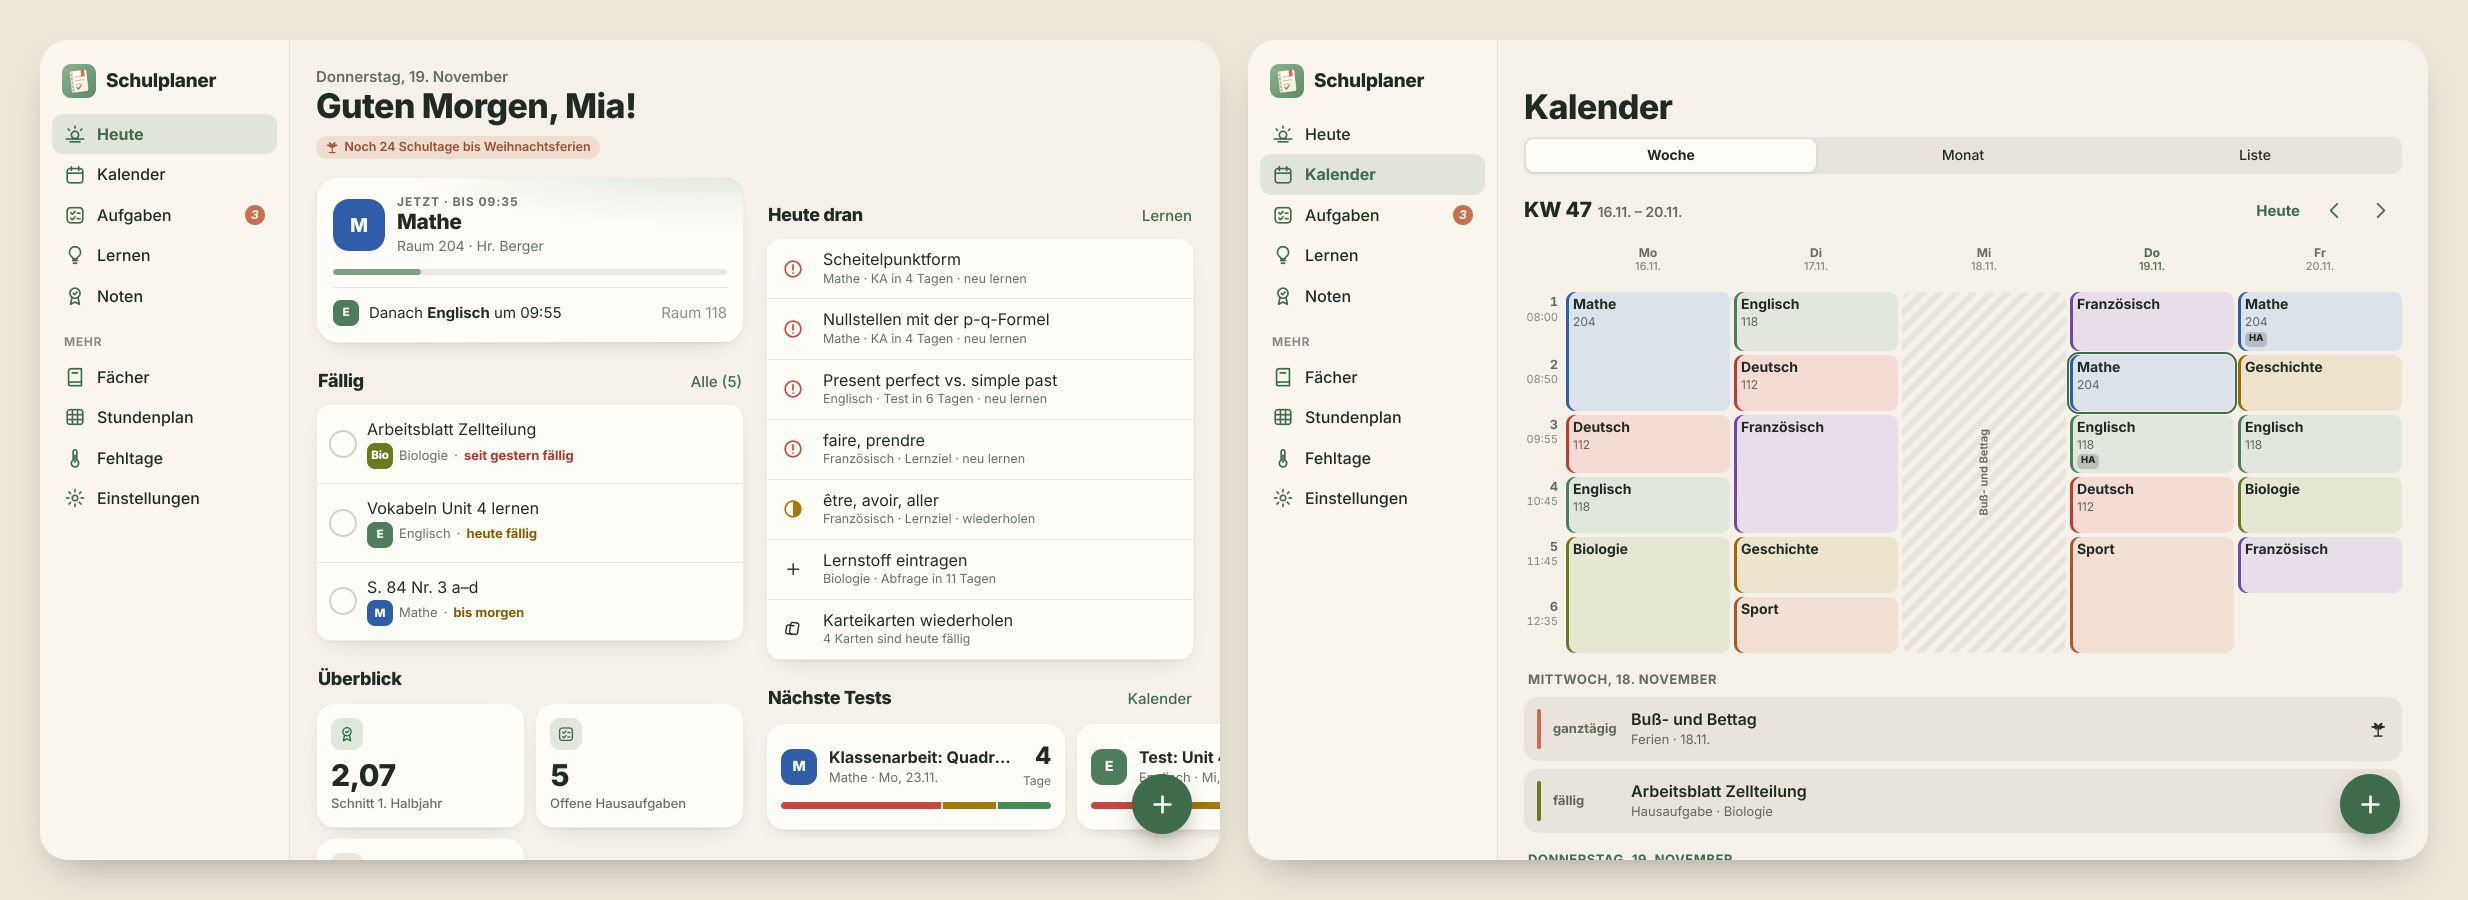 Schulplaner
Heute
Kalender
Aufgaben 3
Lernen
Noten
MEHR
Fächer
Stundenplan
Fehltage
Einstellungen
Donnerstag, 19. November
Guten Morgen, Mia!
Noch 24 Schultage bis Weihnachtsferien
JETZT · BIS 09:35
M Mathe
Raum 204 · Hr. Berger
E Danach Englisch um 09:55 Raum 118
Fällig Alle (5)
Arbeitsblatt Zellteilung
Bio Biologie · seit gestern fällig
Vokabeln Unit 4 lernen
E Englisch · heute fällig
S. 84 Nr. 3 a–d
M Mathe · bis morgen
Überblick
2,07
Schnitt 1. Halbjahr
5
Offene Hausaufgaben
Heute dran Lernen
Scheitelpunktform
Mathe · KA in 4 Tagen · neu lernen
Nullstellen mit der p-q-Formel
Mathe · KA in 4 Tagen · neu lernen
Present perfect vs. simple past
Englisch · Test in 6 Tagen · neu lernen
faire, prendre
Französisch · Lernziel · neu lernen
être, avoir, aller
Französisch · Lernziel · wiederholen
Lernstoff eintragen
Biologie · Abfrage in 11 Tagen
Karteikarten wiederholen
4 Karten sind heute fällig
Nächste Tests Kalender
M Klassenarbeit: Quadr... 4
Mathe · Mo, 23.11. Tage
E Test: Unit
Mi,
Schulplaner
Heute
Kalender
Aufgaben 3
Lernen
Noten
MEHR
Fächer
Stundenplan
Fehltage
Einstellungen
Kalender
Woche Monat Liste
KW 47 16.11. – 20.11. Heute
Mo Di Mi Do Fr
16.11. 17.11. 18.11. 19.11. 20.11.
1 Mathe Englisch Französisch Mathe
08:00 204 118 204
HA
2 Deutsch Mathe Geschichte
08:50 112 204
3 Deutsch Französisch Englisch Englisch
09:55 112 118 118
HA
Buß- und Bettag
4 Englisch Deutsch Biologie
10:45 118 112
5 Biologie Geschichte Sport Französisch
11:45
6 Sport
12:35
MITTWOCH, 18. NOVEMBER
ganztägig Buß- und Bettag
Ferien · 18.11.
fällig Arbeitsblatt Zellteilung
Hausaufgabe · Biologie
DONNERSTAG, 19. NOVEMBER